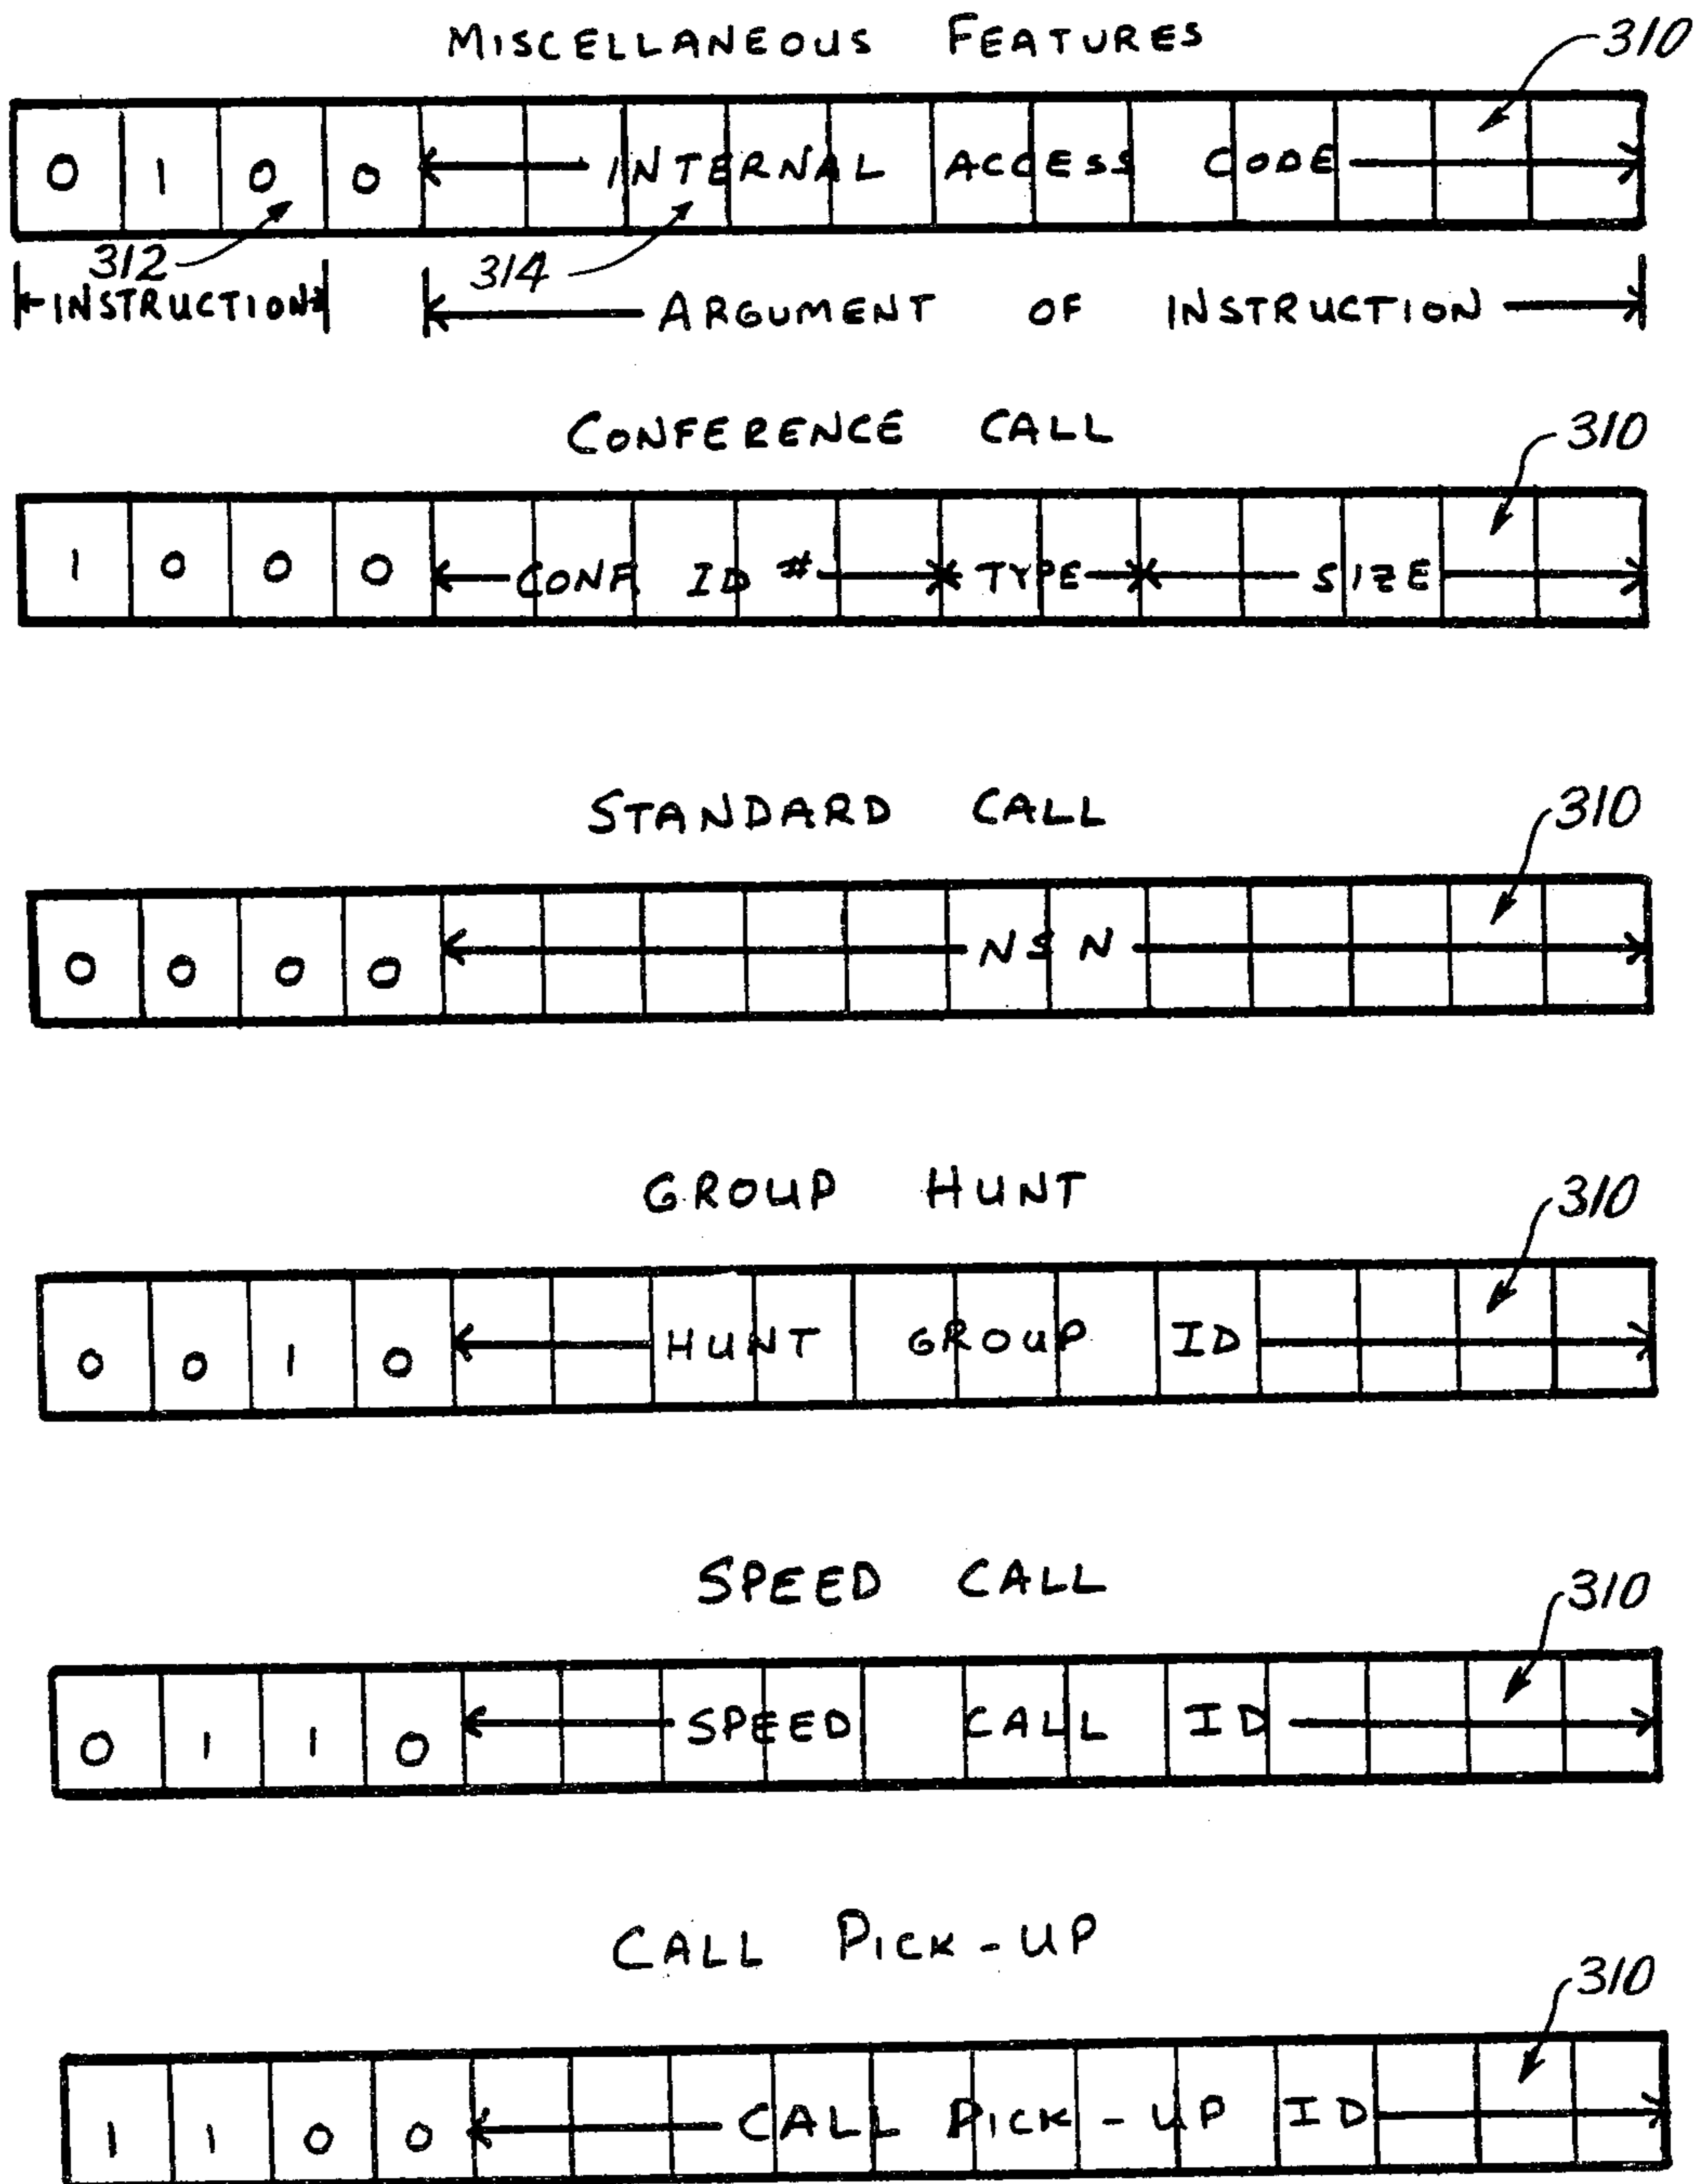 MISCELLANEOUS FEATURES 310
0 1 0 0 INTERNAL ACCESS CODE
312 314
INSTRUCTION ARGUMENT OF INSTRUCTION
CONFERENCE CALL 310
1 0 0 0 CONF. ID # TYPE SIZE
STANDARD CALL 310
0 0 0 0 NSN
GROUP HUNT 310
0 0 1 0 HUNT GROUP ID
SPEED CALL 310
0 1 1 0 SPEED CALL ID
CALL PICK-UP 310
1 1 0 0 CALL PICK-UP ID